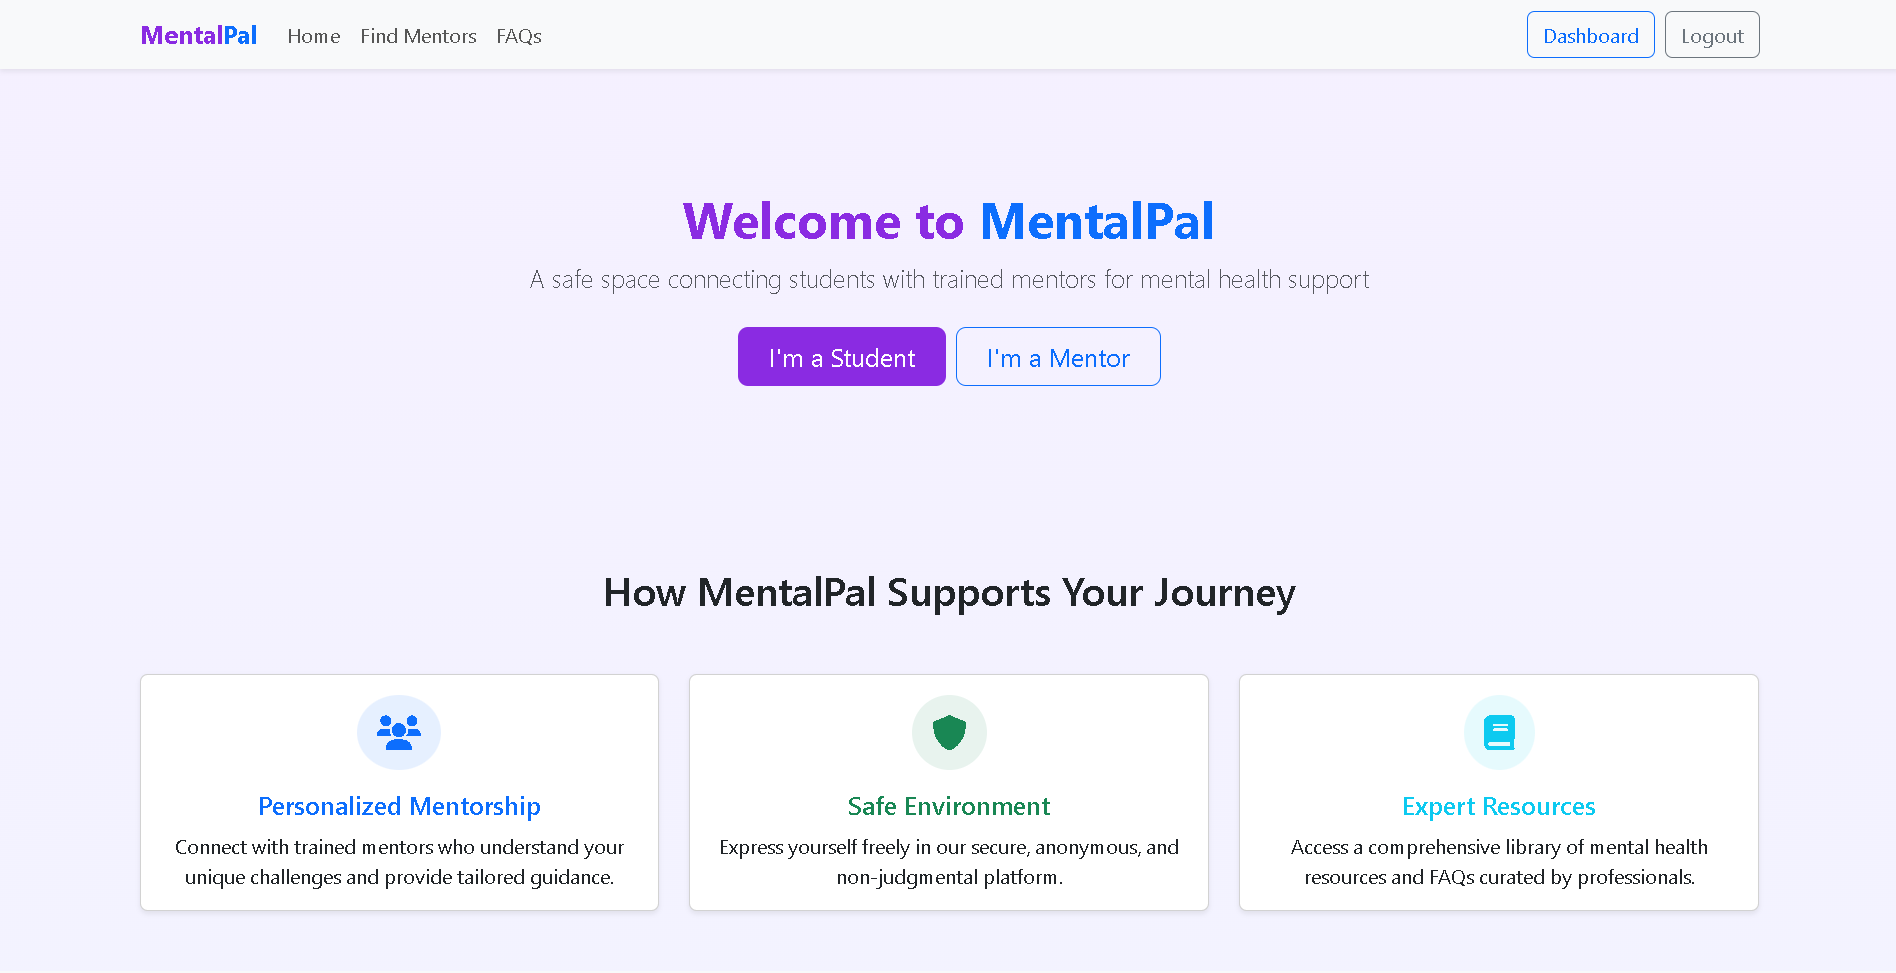 MentalPal Home Find Mentors FAQs Dashboard Logout
Welcome to MentalPal
A safe space connecting students with trained mentors for mental health support
I'm a Student I'm a Mentor
How MentalPal Supports Your Journey
Personalized Mentorship
Connect with trained mentors who understand your
unique challenges and provide tailored guidance.
Safe Environment
Express yourself freely in our secure, anonymous, and
non-judgmental platform.
Expert Resources
Access a comprehensive library of mental health
resources and FAQs curated by professionals.